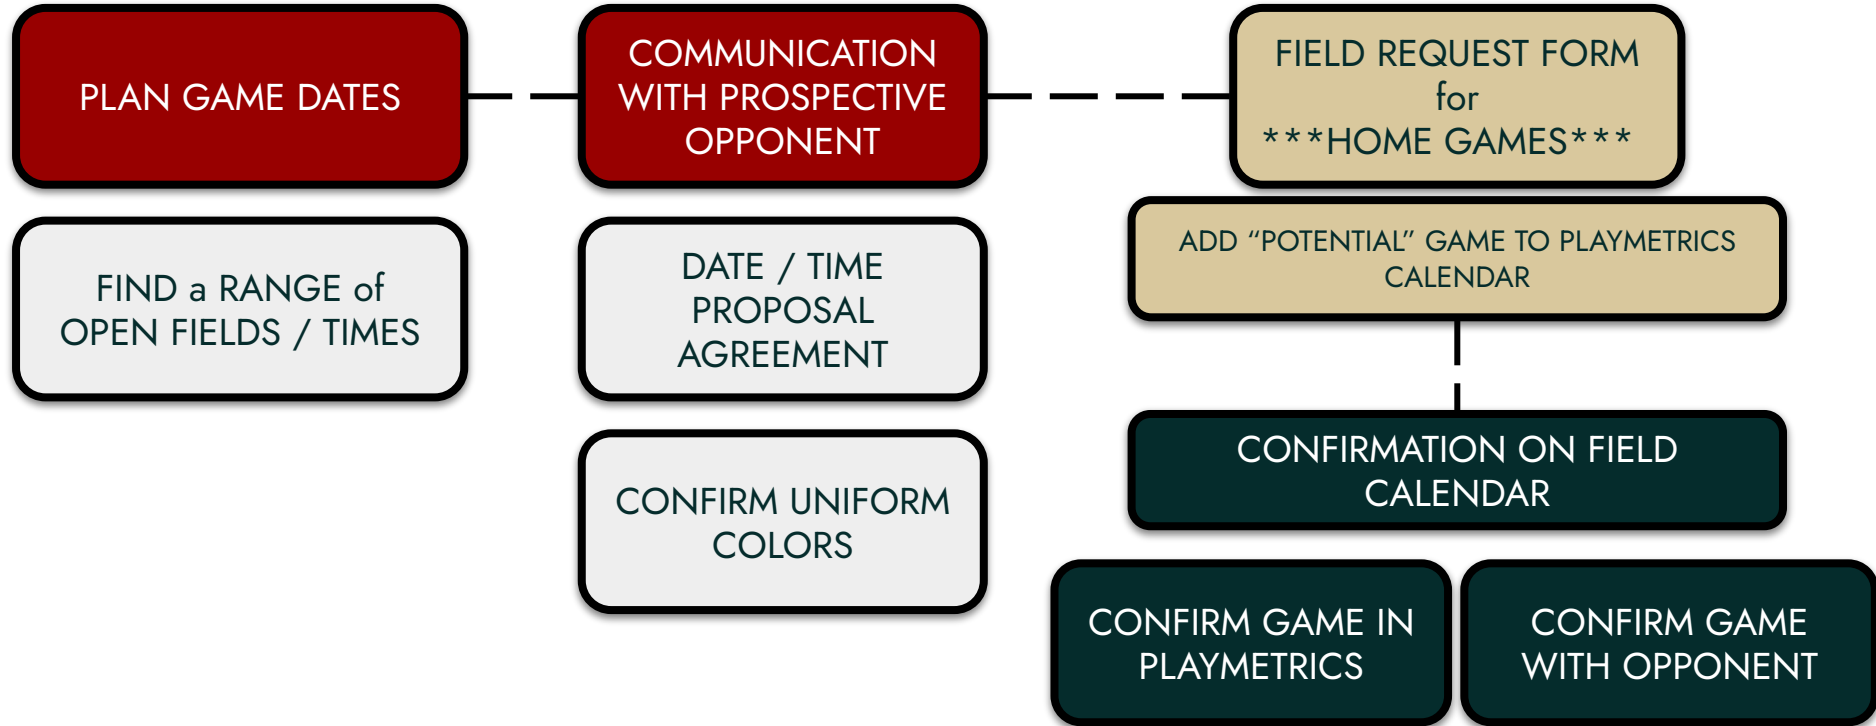 PLAN GAME DATES
FIND a RANGE of
OPEN FIELDS / TIMES
COMMUNICATION
WITH PROSPECTIVE
OPPONENT
DATE / TIME
PROPOSAL
AGREEMENT
CONFIRM UNIFORM
COLORS
FIELD REQUEST FORM
for
***HOME GAMES***
ADD “POTENTIAL” GAME TO PLAYMETRICS
CALENDAR
CONFIRMATION ON FIELD
CALENDAR
CONFIRM GAME IN
PLAYMETRICS
CONFIRM GAME
WITH OPPONENT